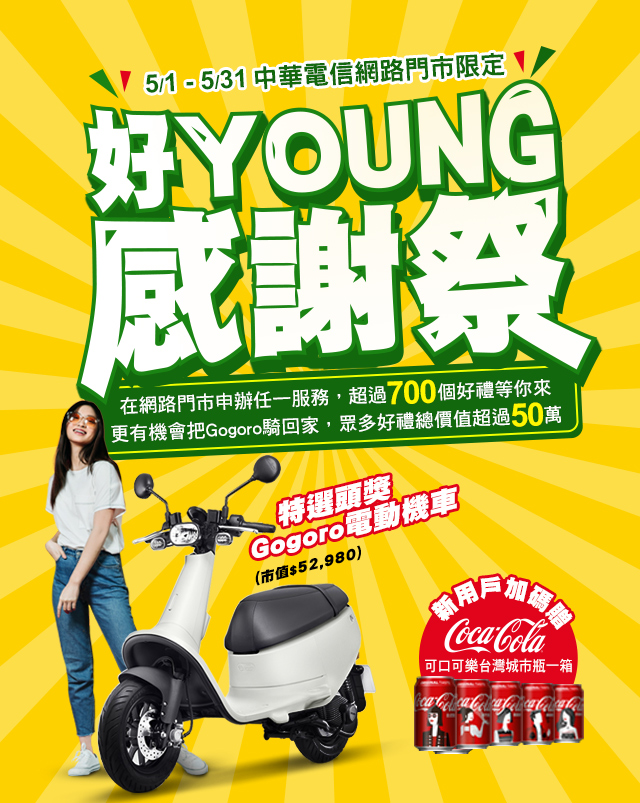 5/1 - 5/31 中華電信網路門市限定
好YOUNG
感謝祭
在網路門市申辦任一服務，超過700個好禮等你來
更有機會把Gogoro騎回家，眾多好禮總價值超過50萬
特選頭獎
Gogoro電動機車
(市值$52,980)
新用戶加碼贈
Coca-Cola
可口可樂台灣城市瓶一箱